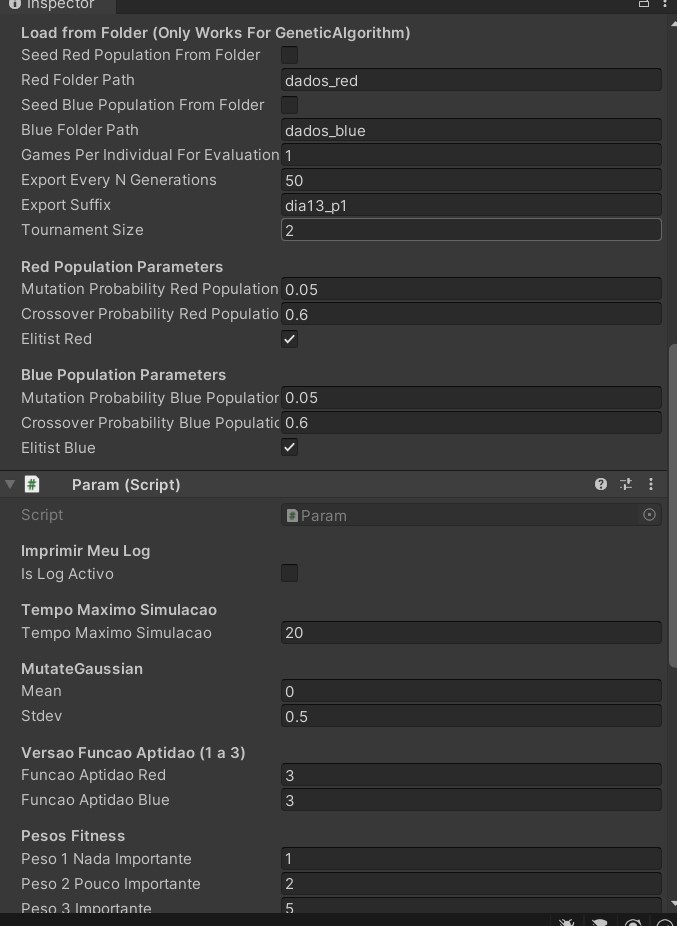 Inspector
Load from Folder (Only Works For GeneticAlgorithm)
Seed Red Population From Folder
Red Folder Path dados_red
Seed Blue Population From Folder
Blue Folder Path dados_blue
Games Per Individual For Evaluation 1
Export Every N Generations 50
Export Suffix dia13_p1
Tournament Size 2
Red Population Parameters
Mutation Probability Red Population 0.05
Crossover Probability Red Populatio 0.6
Elitist Red
Blue Population Parameters
Mutation Probability Blue Population 0.05
Crossover Probability Blue Populatic 0.6
Elitist Blue
# Param (Script)
Script # Param
Imprimir Meu Log
Is Log Activo
Tempo Maximo Simulacao
Tempo Maximo Simulacao 20
MutateGaussian
Mean 0
Stdev 0.5
Versao Funcao Aptidao (1 a 3)
Funcao Aptidao Red 3
Funcao Aptidao Blue 3
Pesos Fitness
Peso 1 Nada Importante 1
Peso 2 Pouco Importante 2
Peso 3 Importante 5